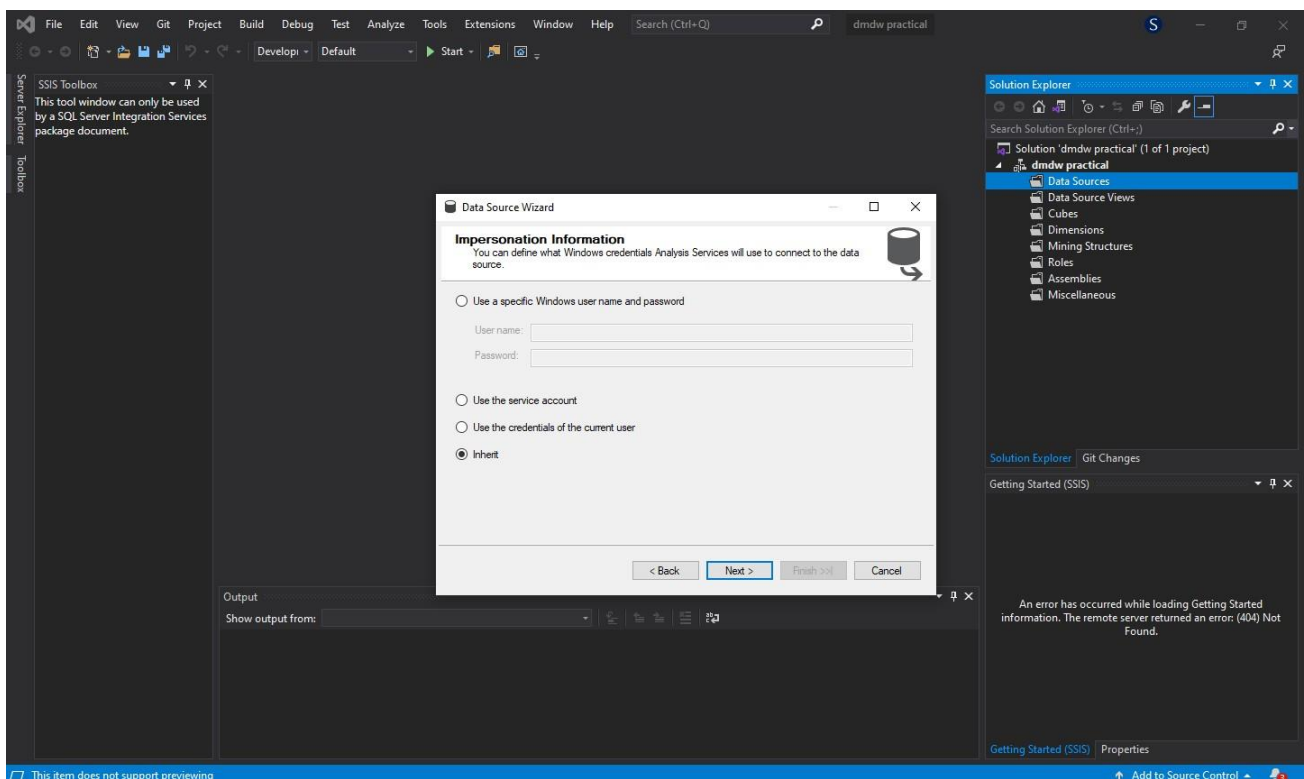 File Edit View Git Project Build Debug Test Analyze Tools Extensions Window Help Search (Ctrl+Q) dmdw practical S
Developi Default Start
Server Explorer
Toolbox
SSIS Toolbox
This tool window can only be used
by a SQL Server Integration Services
package document.
Data Source Wizard
Impersonation Information
You can define what Windows credentials Analysis Services will use to connect to the data
source.
Use a specific Windows user name and password
User name:
Password:
Use the service account
Use the credentials of the current user
Inherit
< Back Next > Finish >>| Cancel
Output
Show output from:
Solution Explorer
Search Solution Explorer (Ctrl+;)
Solution 'dmdw practical' (1 of 1 project)
dmdw practical
Data Sources
Data Source Views
Cubes
Dimensions
Mining Structures
Roles
Assemblies
Miscellaneous
Solution Explorer Git Changes
Getting Started (SSIS)
An error has occurred while loading Getting Started
information. The remote server returned an error: (404) Not
Found.
Getting Started (SSIS) Properties
This item does not support previewing Add to Source Control